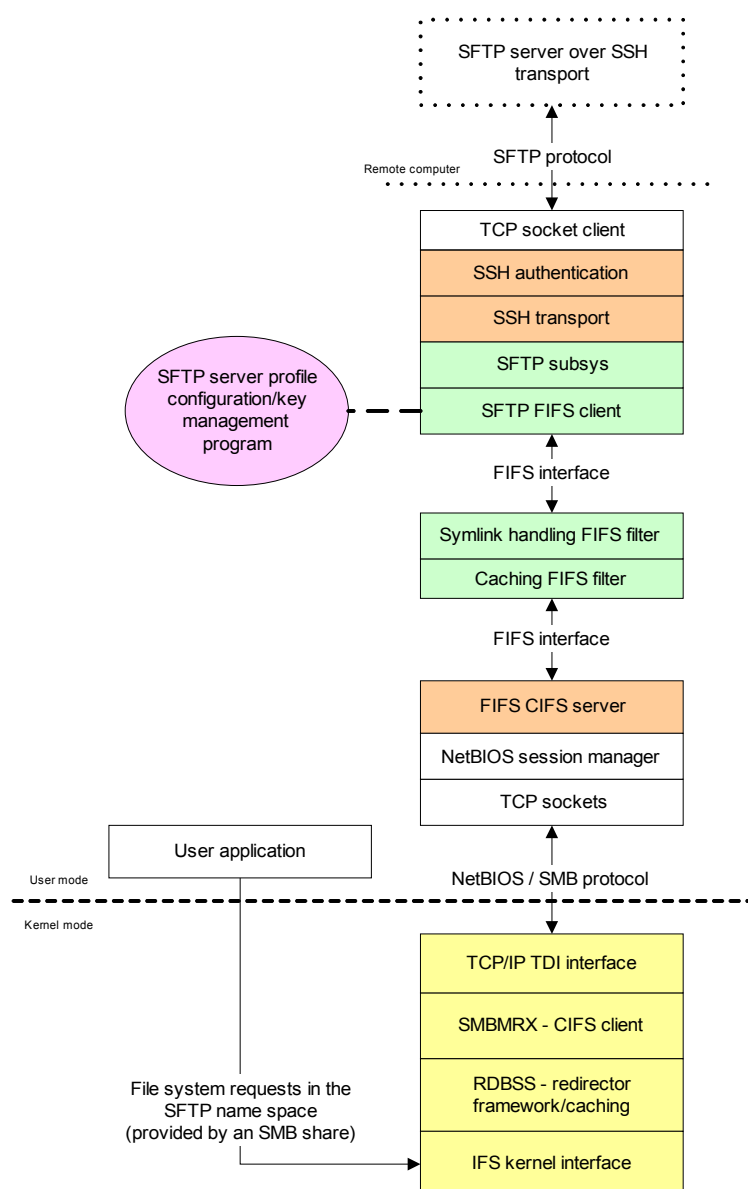 SFTP server over SSH
transport
SFTP protocol
Remote computer
TCP socket client
SSH authentication
SSH transport
SFTP subsys
SFTP FIFS client
SFTP server profile
configuration/key
management
program
FIFS interface
Symlink handling FIFS filter
Caching FIFS filter
FIFS interface
FIFS CIFS server
NetBIOS session manager
TCP sockets
User application
NetBIOS / SMB protocol
User mode
Kernel mode
TCP/IP TDI interface
SMBMRX - CIFS client
RDBSS - redirector
framework/caching
IFS kernel interface
File system requests in the
SFTP name space
(provided by an SMB share)